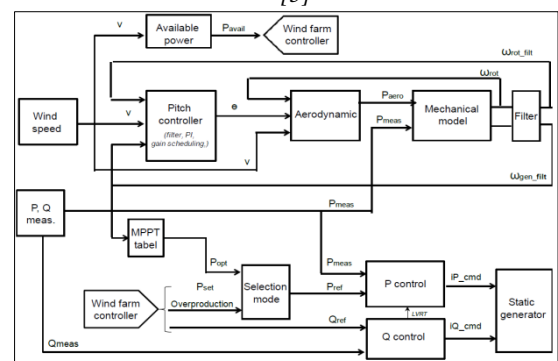 [5]
v
Available
power
Pavail
Wind farm
controller
ωrot_filt
ωrot
Wind
speed
v
Pitch
controller
(filter, PI,
gain scheduling,)
e
Aerodynamic
Paero
Pmeas
Mechanical
model
Filter
v
ωgen_filt
P, Q
meas.
Pmeas
MPPT
tabel
Popt
Pmeas
Pset
Wind farm
controller
Overproduction
Selection
mode
Pref
P control
iP_cmd
Static
generator
LVRT
Qref
Q control
iQ_cmd
Qmeas